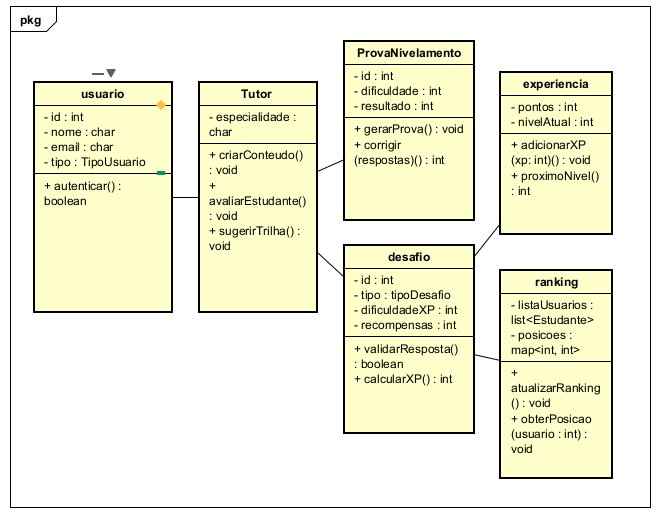 pkg
usuario
- id : int
- nome : char
- email : char
- tipo : TipoUsuario
+ autenticar() :
boolean
Tutor
- especialidade :
char
+ criarConteudo()
: void
+
avaliarEstudante()
: void
+ sugerirTrilha() :
void
ProvaNivelamento
- id : int
- dificuldade : int
- resultado : int
+ gerarProva() : void
+ corrigir
(respostas)() : int
desafio
- id : int
- tipo : tipoDesafio
- dificuldadeXP : int
- recompensas : int
+ validarResposta()
: boolean
+ calcularXP() : int
experiencia
- pontos : int
- nivelAtual : int
+ adicionarXP
(xp: int)() : void
+ proximoNivel()
: int
ranking
- listaUsuarios :
list<Estudante>
- posicoes :
map<int, int>
+
atualizarRanking
() : void
+ obterPosicao
(usuario : int) :
void